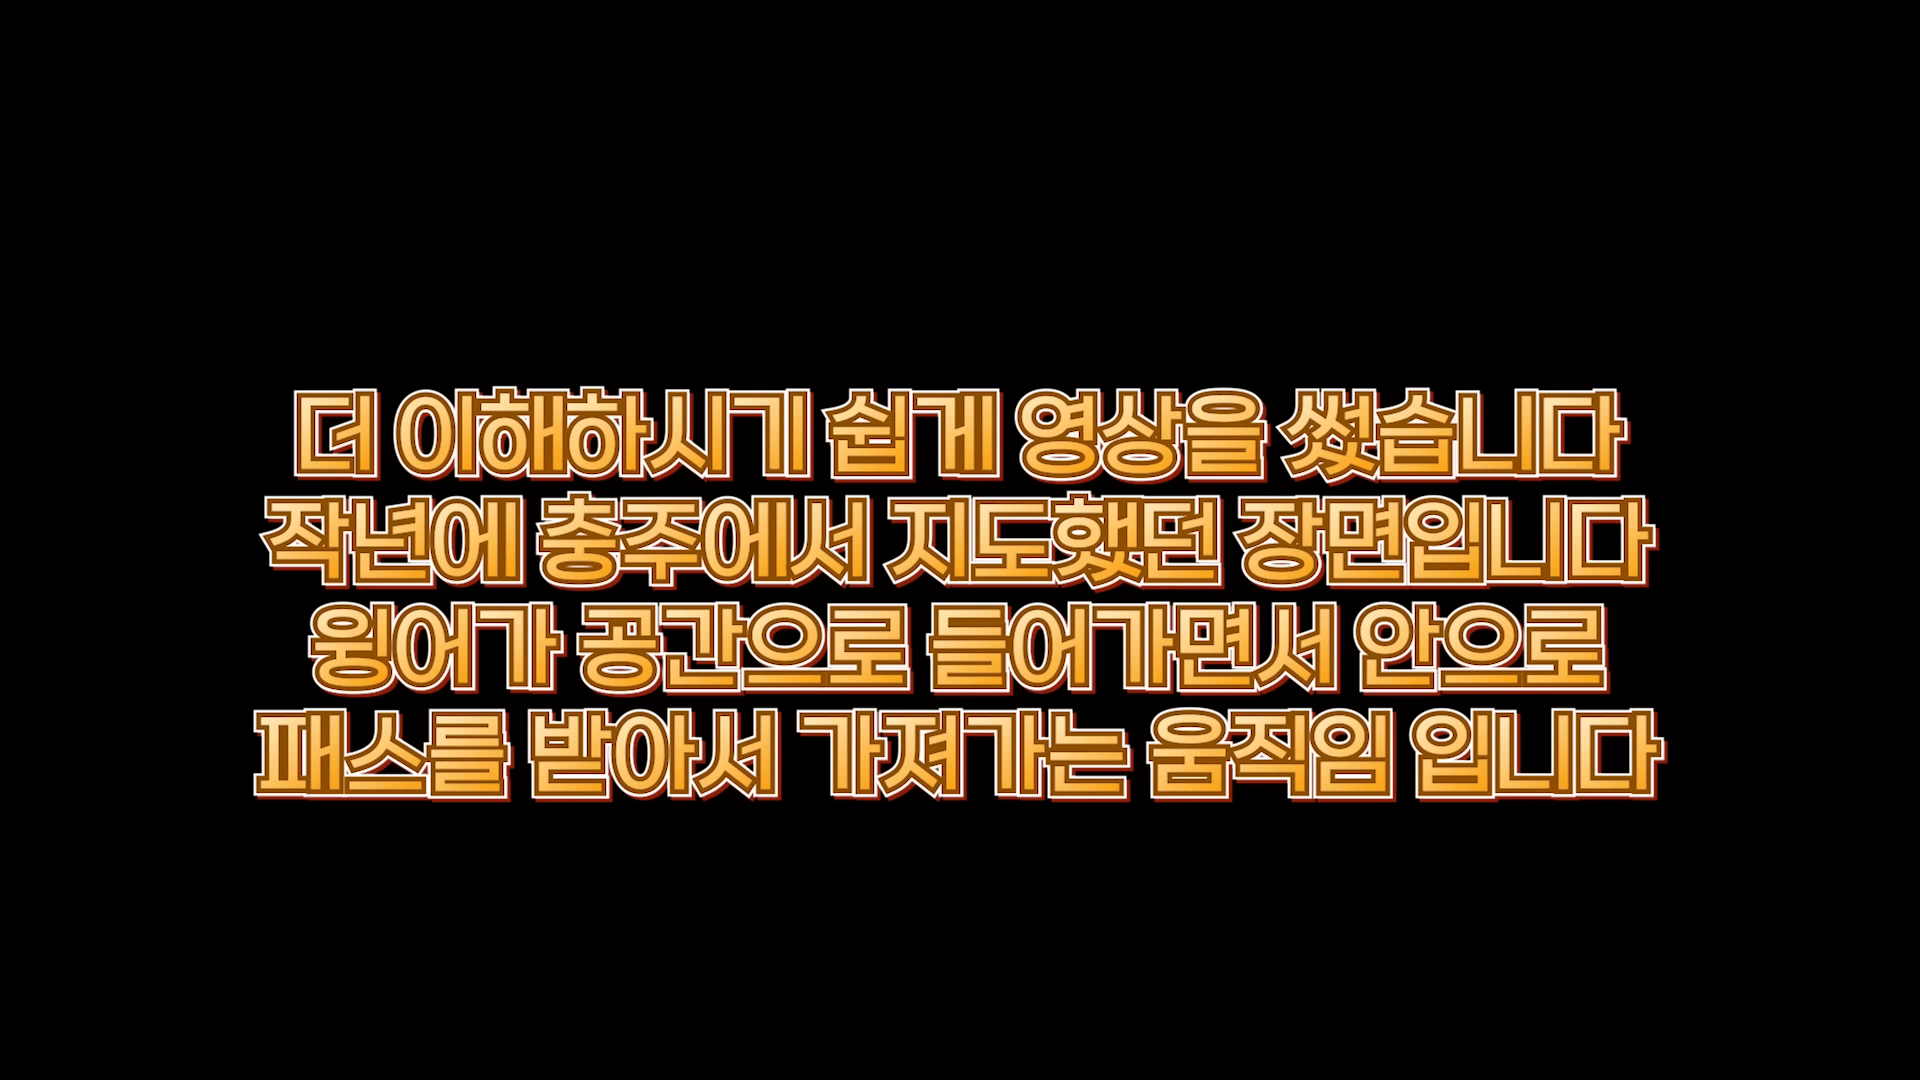 더 이해하시기 쉽게 영상을 썼습니다
작년에 충주에서 지도했던 장면입니다
윙어가 공간으로 들어가면서 안으로
패스를 받아서 가져가는 움직임 입니다